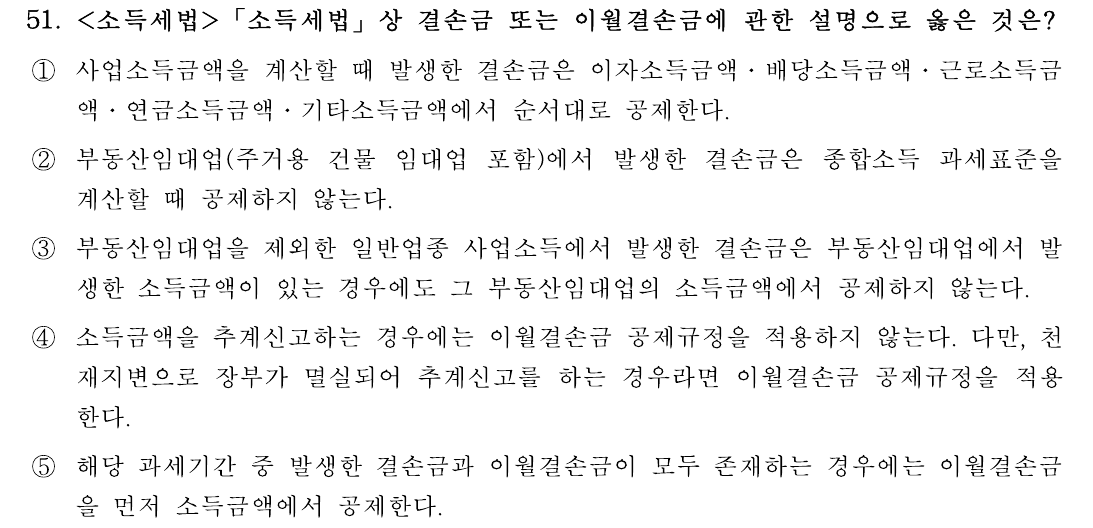 51. <소득세법>「소득세법」상 결손금 또는 이월결손금에 관한 설명으로 옳은 것은?
① 사업소득금액을 계산할 때 발생한 결손금은 이자소득금액·배당소득금액·근로소득금
액·연금소득금액·기타소득금액에서 순서대로 공제한다.
② 부동산임대업(주거용 건물 임대업 포함)에서 발생한 결손금은 종합소득 과세표준을
계산할 때 공제하지 않는다.
③ 부동산임대업을 제외한 일반업종 사업소득에서 발생한 결손금은 부동산임대업에서 발
생한 소득금액이 있는 경우에도 그 부동산임대업의 소득금액에서 공제하지 않는다.
④ 소득금액을 추계신고하는 경우에는 이월결손금 공제규정을 적용하지 않는다. 다만, 천
재지변으로 장부가 멸실되어 추계신고를 하는 경우라면 이월결손금 공제규정을 적용
한다.
⑤ 해당 과세기간 중 발생한 결손금과 이월결손금이 모두 존재하는 경우에는 이월결손금
을 먼저 소득금액에서 공제한다.